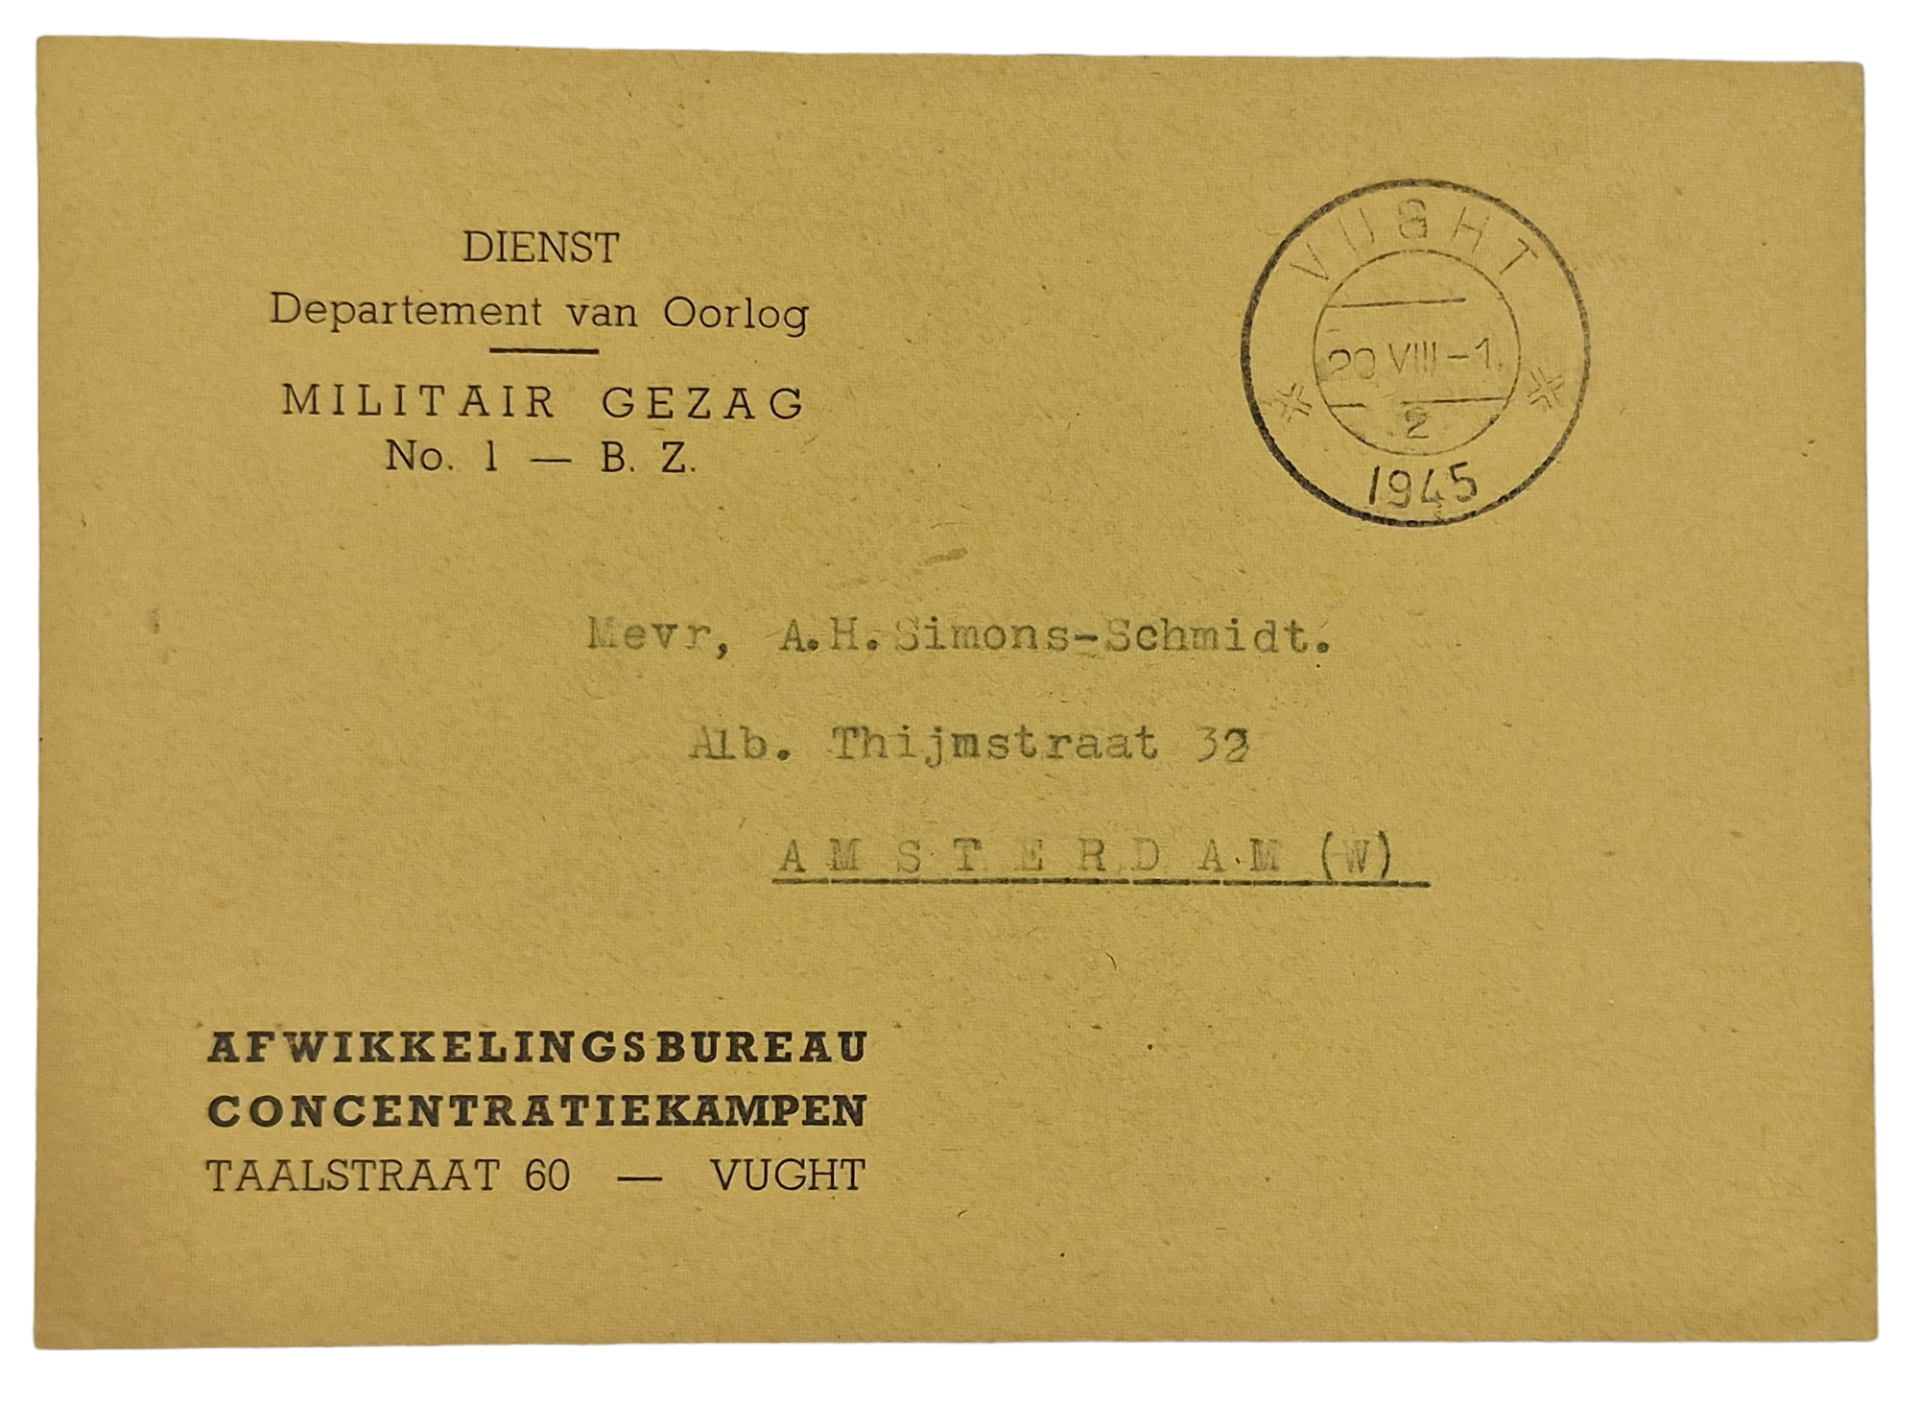 DIENST
Departement van Oorlog
MILITAIR GEZAG
No. 1 — B. Z.
VUGHT
20 VIII-1
2
1945
Mevr, A.H.Simons-Schmidt.
Alb. Thijmstraat 32
AMSTERDAM (W)
AFWIKKELINGSBUREAU
CONCENTRATIEKAMPEN
TAALSTRAAT 60 — VUGHT